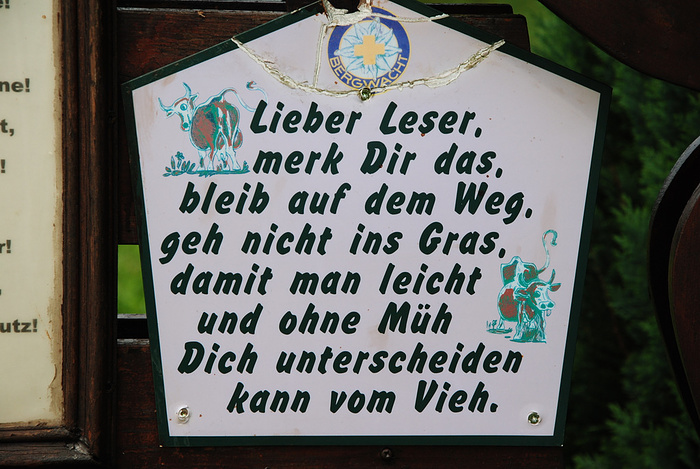 !
ne!
t,
!
r!
utz!
BERGWACHT
Lieber Leser,
merk Dir das,
bleib auf dem Weg,
geh nicht ins Gras,
damit man leicht
und ohne Müh
Dich unterscheiden
kann vom Vieh.